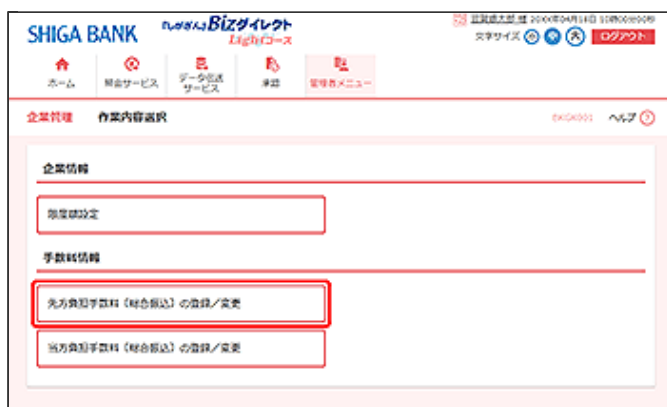 SHIGA BANK 『しがぎん』Bizダイレクト
Lightコース
文字サイズ 小 中 大 ログアウト
ホーム 照会サービス データ伝送サービス 承認 管理者メニュー
企業管理 作業内容選択 BKGK001 ヘルプ ?
企業情報
限度額設定
手数料情報
先方負担手数料（総合振込）の登録／変更
当方負担手数料（総合振込）の登録／変更